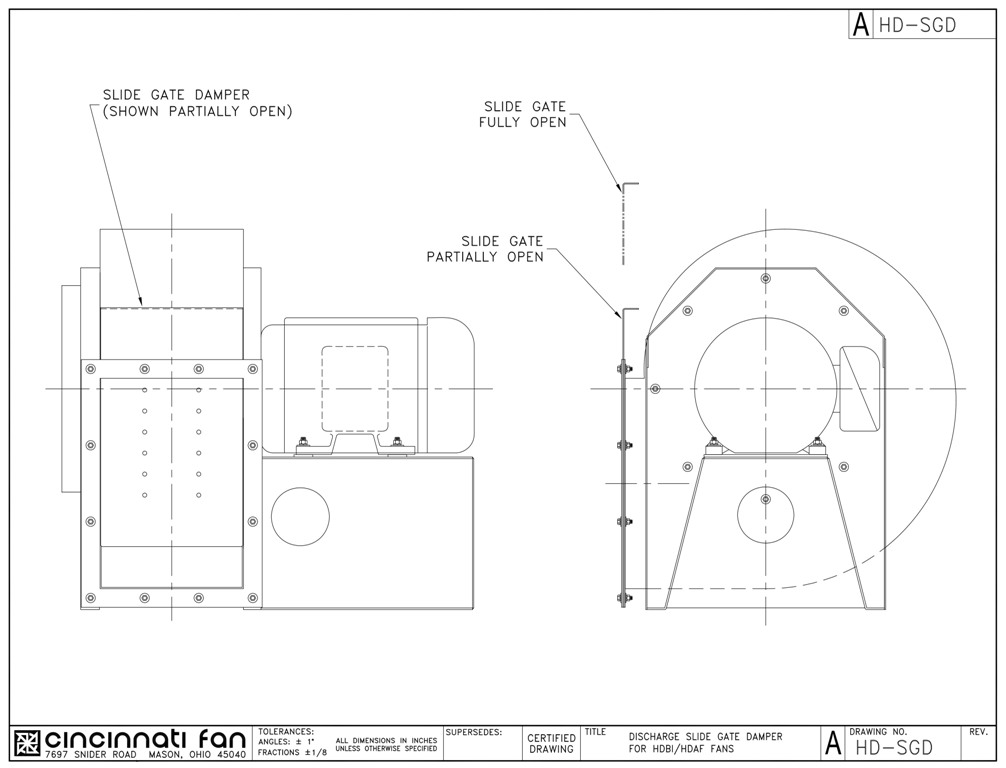 A HD-SGD
SLIDE GATE DAMPER
(SHOWN PARTIALLY OPEN)
SLIDE GATE
FULLY OPEN
SLIDE GATE
PARTIALLY OPEN
cincinnati fan
7697 SNIDER ROAD MASON, OHIO 45040
TOLERANCES:
ANGLES: ± 1°
FRACTIONS ±1/8
ALL DIMENSIONS IN INCHES
UNLESS OTHERWISE SPECIFIED
SUPERSEDES:
CERTIFIED
DRAWING
TITLE
DISCHARGE SLIDE GATE DAMPER
FOR HDBI/HDAF FANS
A
DRAWING NO.
HD-SGD
REV.